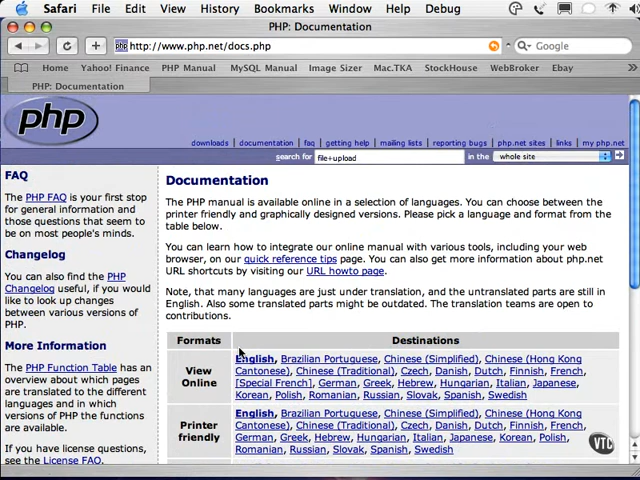 Safari File Edit View History Bookmarks Window Help Debug
PHP: Documentation
http://www.php.net/docs.php
Google
Home Yahoo! Finance PHP Manual MySQL Manual Image Sizer Mac.TKA StockHouse WebBroker Ebay
PHP: Documentation
php
downloads | documentation | faq | getting help | mailing lists | reporting bugs | php.net sites | links | my php.net
search for file+upload in the whole site
FAQ
The PHP FAQ is your first stop
for general information and
those questions that seem to
be on most people's minds.
Changelog
You can also find the PHP
Changelog useful, if you would
like to look up changes
between various versions of
PHP.
More Information
The PHP Function Table has an
overview about which pages
are translated to the different
languages and in which
versions of PHP the functions
are available.
If you have license questions,
see the License FAQ.
Documentation
The PHP manual is available online in a selection of languages. You can choose between the
printer friendly and graphically designed versions. Please pick a language and format from the
table below.
You can learn how to integrate our online manual with various tools, including your web
browser, on our quick reference tips page. You can also get more information about php.net
URL shortcuts by visiting our URL howto page.
Note, that many languages are just under translation, and the untranslated parts are still in
English. Also some translated parts might be outdated. The translation teams are open to
contributions.
Formats Destinations
View
Online
English, Brazilian Portuguese, Chinese (Simplified), Chinese (Hong Kong
Cantonese), Chinese (Traditional), Czech, Danish, Dutch, Finnish, French,
[Special French], German, Greek, Hebrew, Hungarian, Italian, Japanese,
Korean, Polish, Romanian, Russian, Slovak, Spanish, Swedish
Printer
friendly
English, Brazilian Portuguese, Chinese (Simplified), Chinese (Hong Kong
Cantonese), Chinese (Traditional), Czech, Danish, Dutch, Finnish, French,
German, Greek, Hebrew, Hungarian, Italian, Japanese, Korean, Polish,
Romanian, Russian, Slovak, Spanish, Swedish
VTC